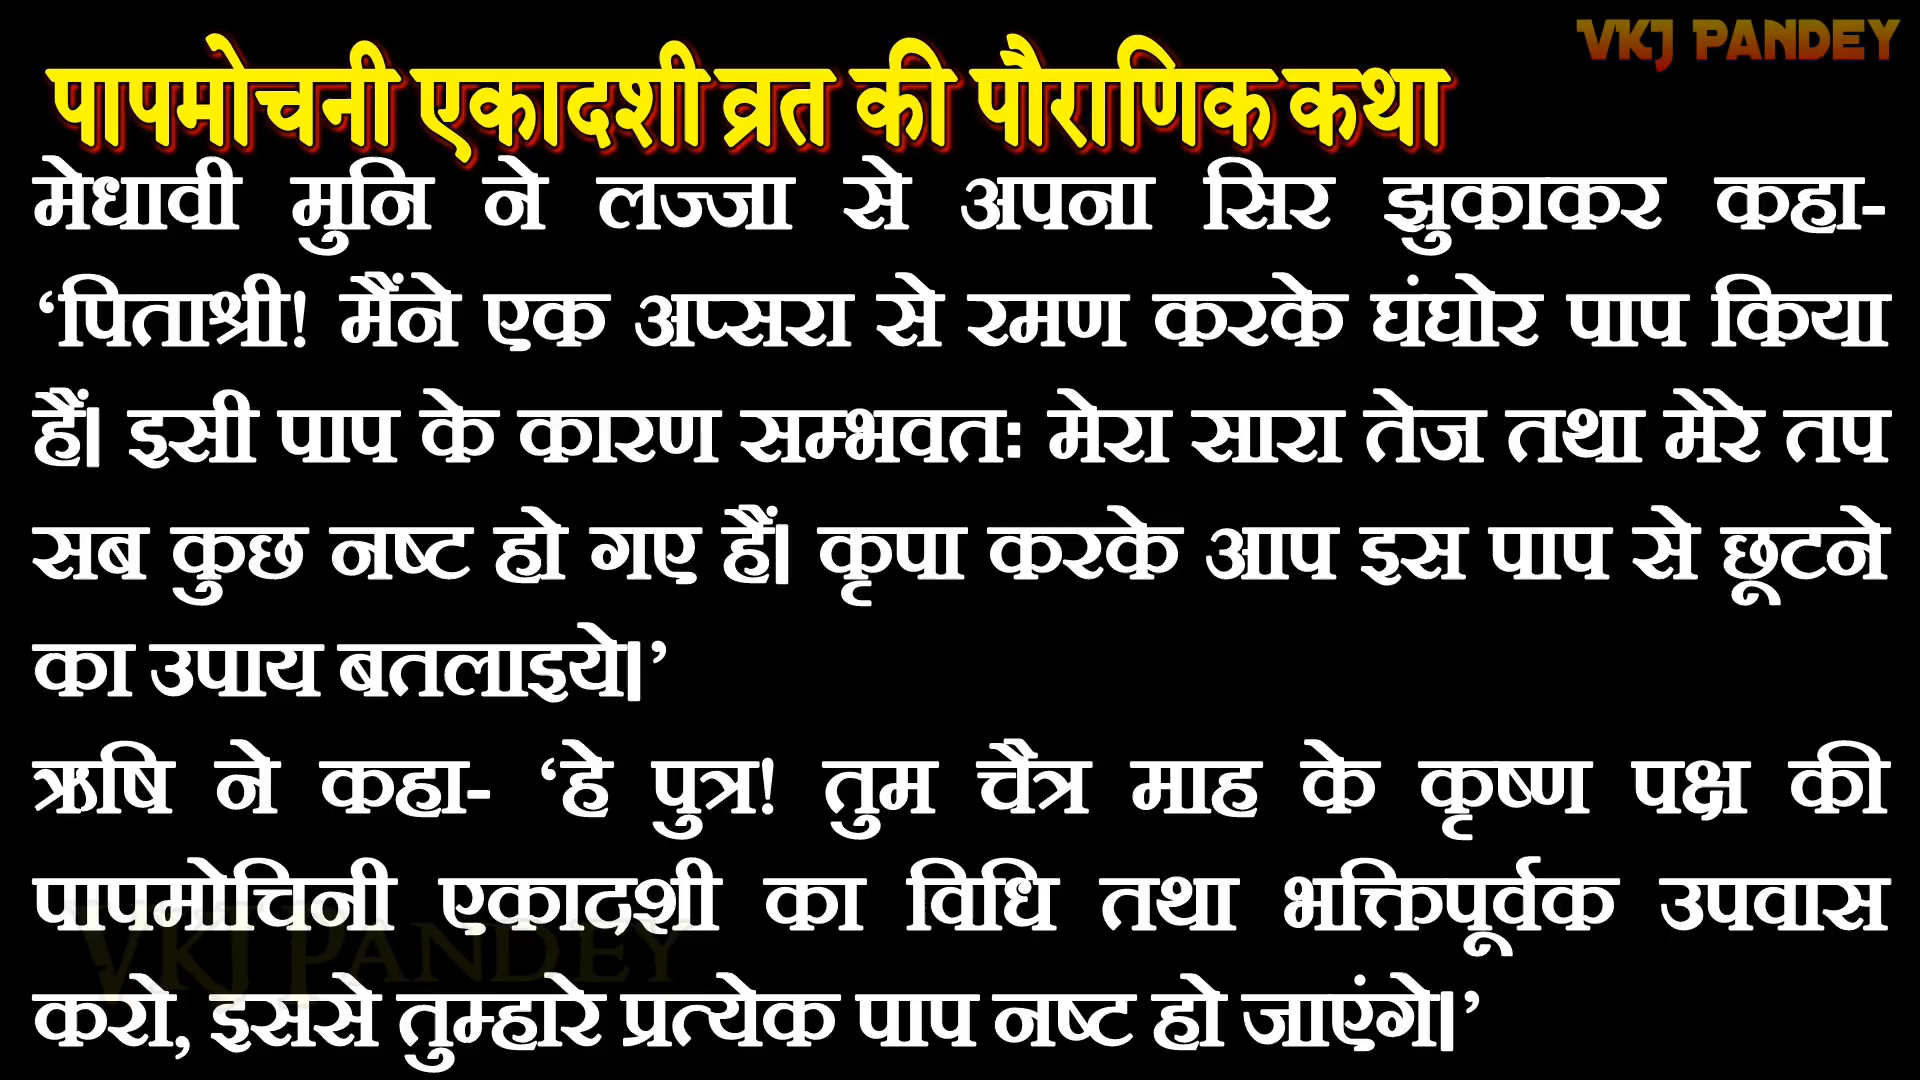 VKJ PANDEY
पापमोचनी एकादशी व्रत की पौराणिक कथा
मेधावी मुनि ने लज्जा से अपना सिर झुकाकर कहा-
‘पिताश्री! मैंने एक अप्सरा से रमण करके घंघोर पाप किया
हैं। इसी पाप के कारण सम्भवतः मेरा सारा तेज तथा मेरे तप
सब कुछ नष्ट हो गए हैं। कृपा करके आप इस पाप से छूटने
का उपाय बतलाइये।’
ऋषि ने कहा- ‘हे पुत्र! तुम चैत्र माह के कृष्ण पक्ष की
पापमोचिनी एकादशी का विधि तथा भक्तिपूर्वक उपवास
करो, इससे तुम्हारे प्रत्येक पाप नष्ट हो जाएंगे।’
VKJ PANDEY